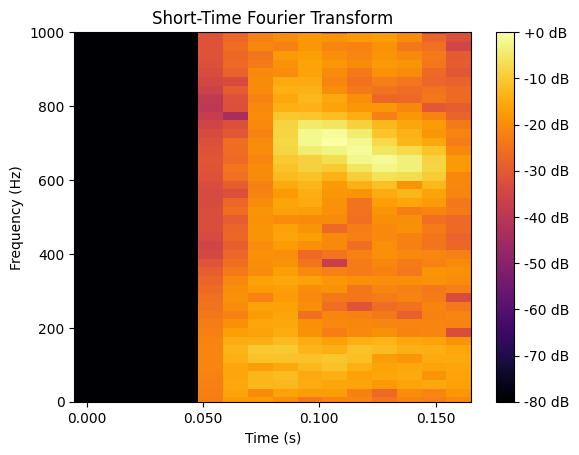 Short-Time Fourier Transform
1000
800
600
400
200
0
Frequency (Hz)
0.000
0.050
0.100
0.150
Time (s)
+0 dB
-10 dB
-20 dB
-30 dB
-40 dB
-50 dB
-60 dB
-70 dB
-80 dB